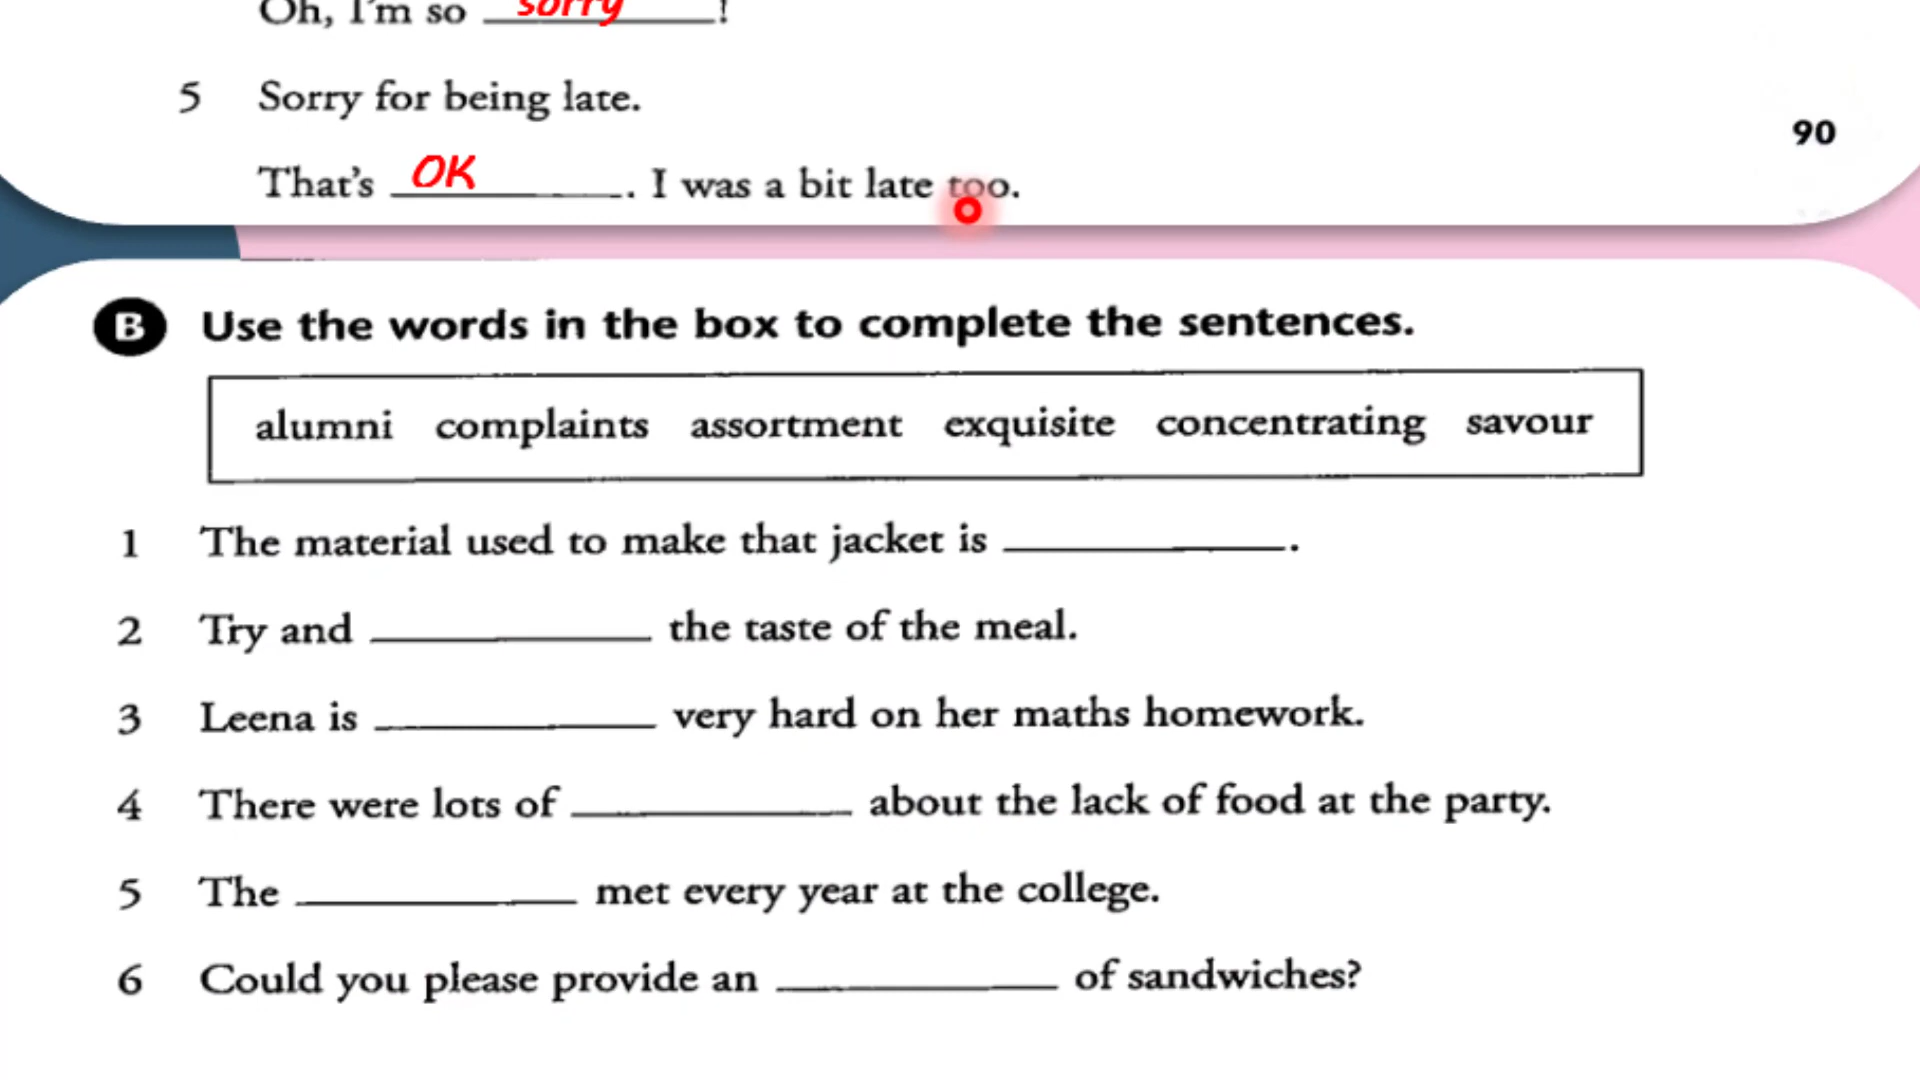 Oh, I'm so sorry!
5 Sorry for being late.
90
That's OK. I was a bit late too.
B Use the words in the box to complete the sentences.
alumni complaints assortment exquisite concentrating savour
1 The material used to make that jacket is ________.
2 Try and ________ the taste of the meal.
3 Leena is ________ very hard on her maths homework.
4 There were lots of ________ about the lack of food at the party.
5 The ________ met every year at the college.
6 Could you please provide an ________ of sandwiches?